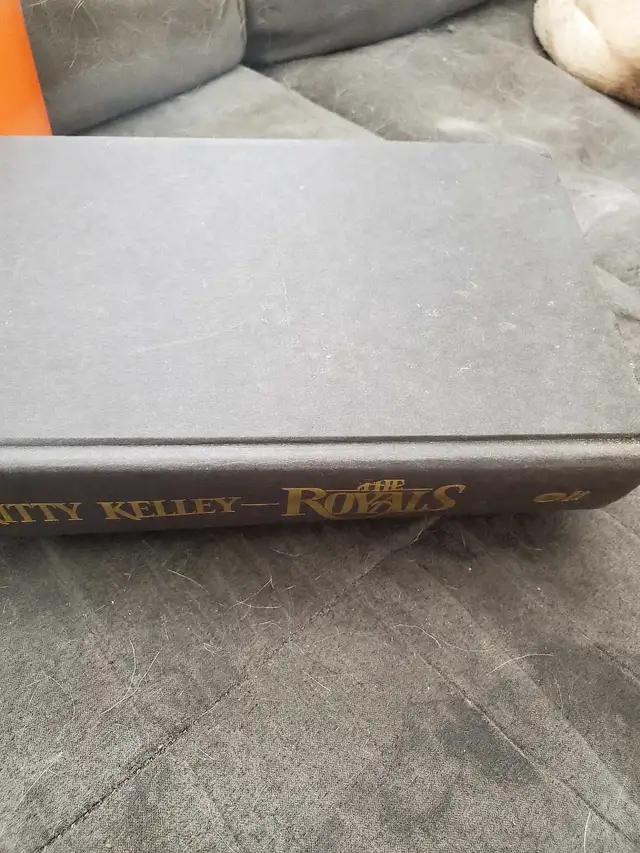 ITTY KELLEY — THE ROYALS